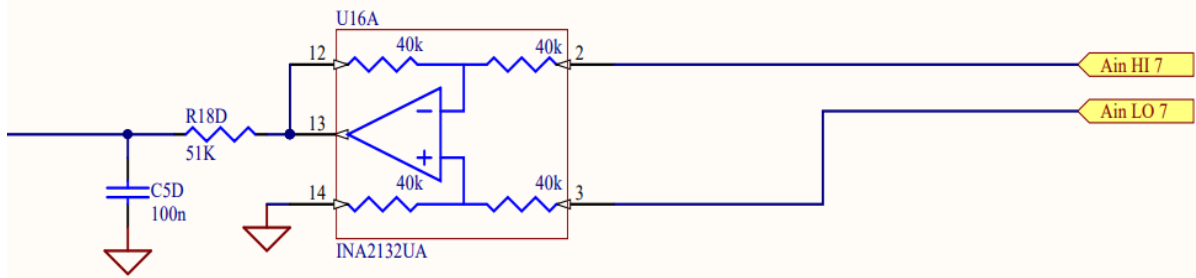 U16A
12
40k
40k
2
Ain HI 7
R18D
51K
13
Ain LO 7
C5D
100n
14
40k
40k
3
INA2132UA